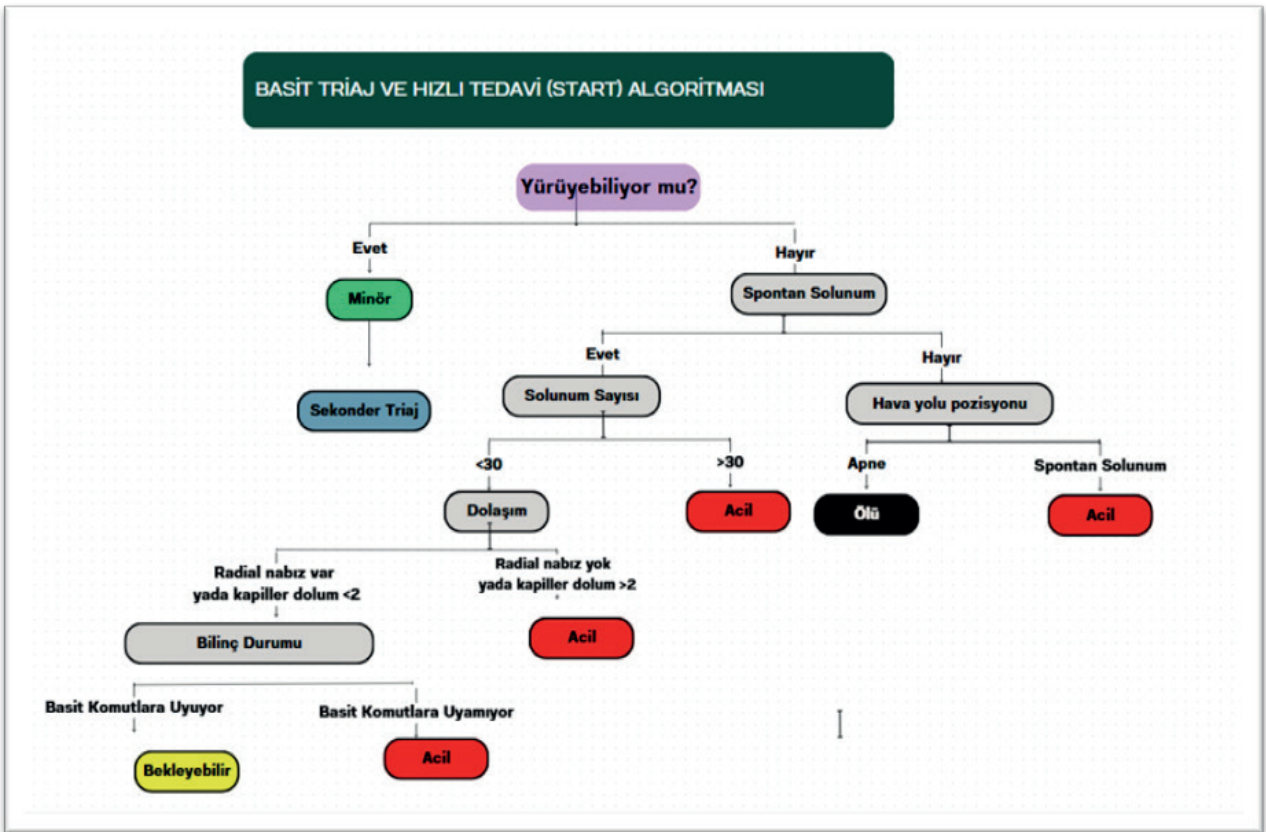 BASİT TRİAJ VE HIZLI TEDAVİ (START) ALGORİTMASI
Yürüyebiliyor mu?
Evet
Hayır
Minör
Spontan Solunum
Evet
Hayır
Sekonder Triaj
Solunum Sayısı
Hava yolu pozisyonu
<30
>30
Apne
Spontan Solunum
Dolaşım
Acil
Ölü
Acil
Radial nabız var
yada kapiller dolum <2
Radial nabız yok
yada kapiller dolum >2
Bilinç Durumu
Acil
Basit Komutlara Uyuyor
Basit Komutlara Uyamıyor
Bekleyebilir
Acil